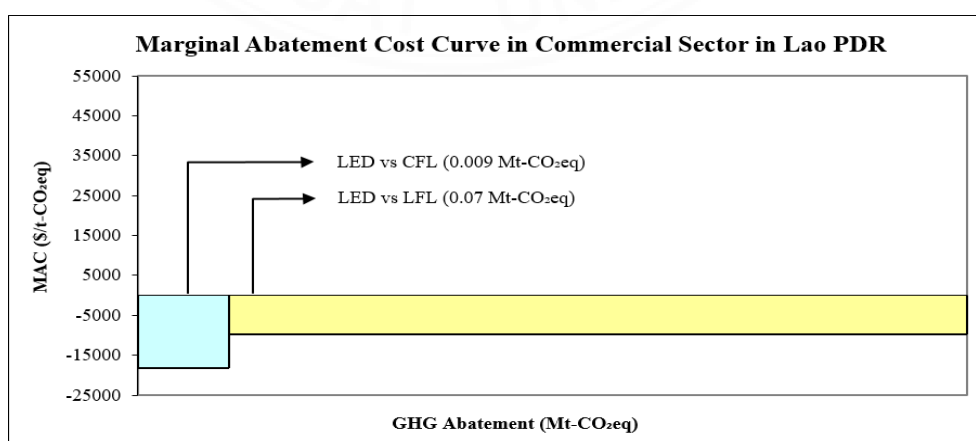 Marginal Abatement Cost Curve in Commercial Sector in Lao PDR
55000
45000
35000
25000
15000
5000
-5000
-15000
-25000
MAC ($/t-CO₂eq)
LED vs CFL (0.009 Mt-CO₂eq)
LED vs LFL (0.07 Mt-CO₂eq)
GHG Abatement (Mt-CO₂eq)